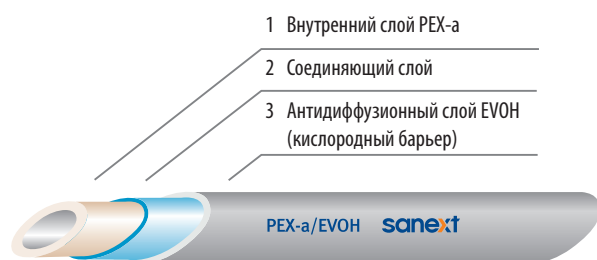 1 Внутренний слой PEX-a
2 Соединяющий слой
3 Антидиффузионный слой EVOH
(кислородный барьер)
PEX-a/EVOH sanext